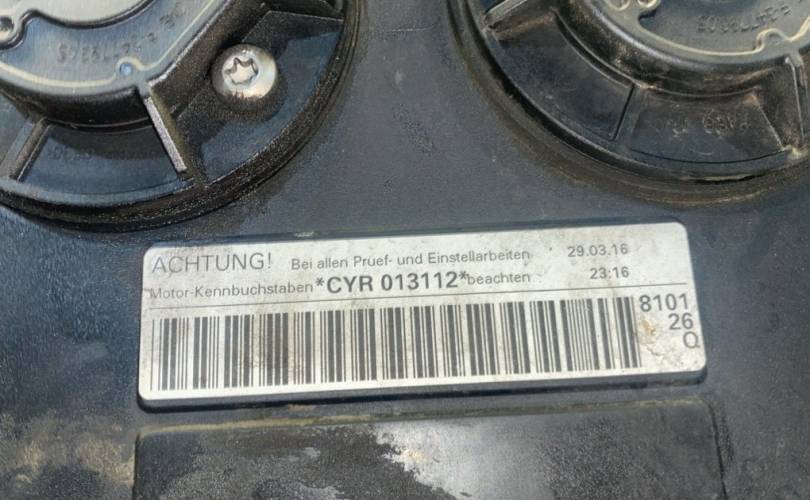 ACHTUNG! Bei allen Pruef- und Einstellarbeiten 29.03.16
Motor-Kennbuchstaben *CYR 013112* beachten 23:16
8101
26
Q